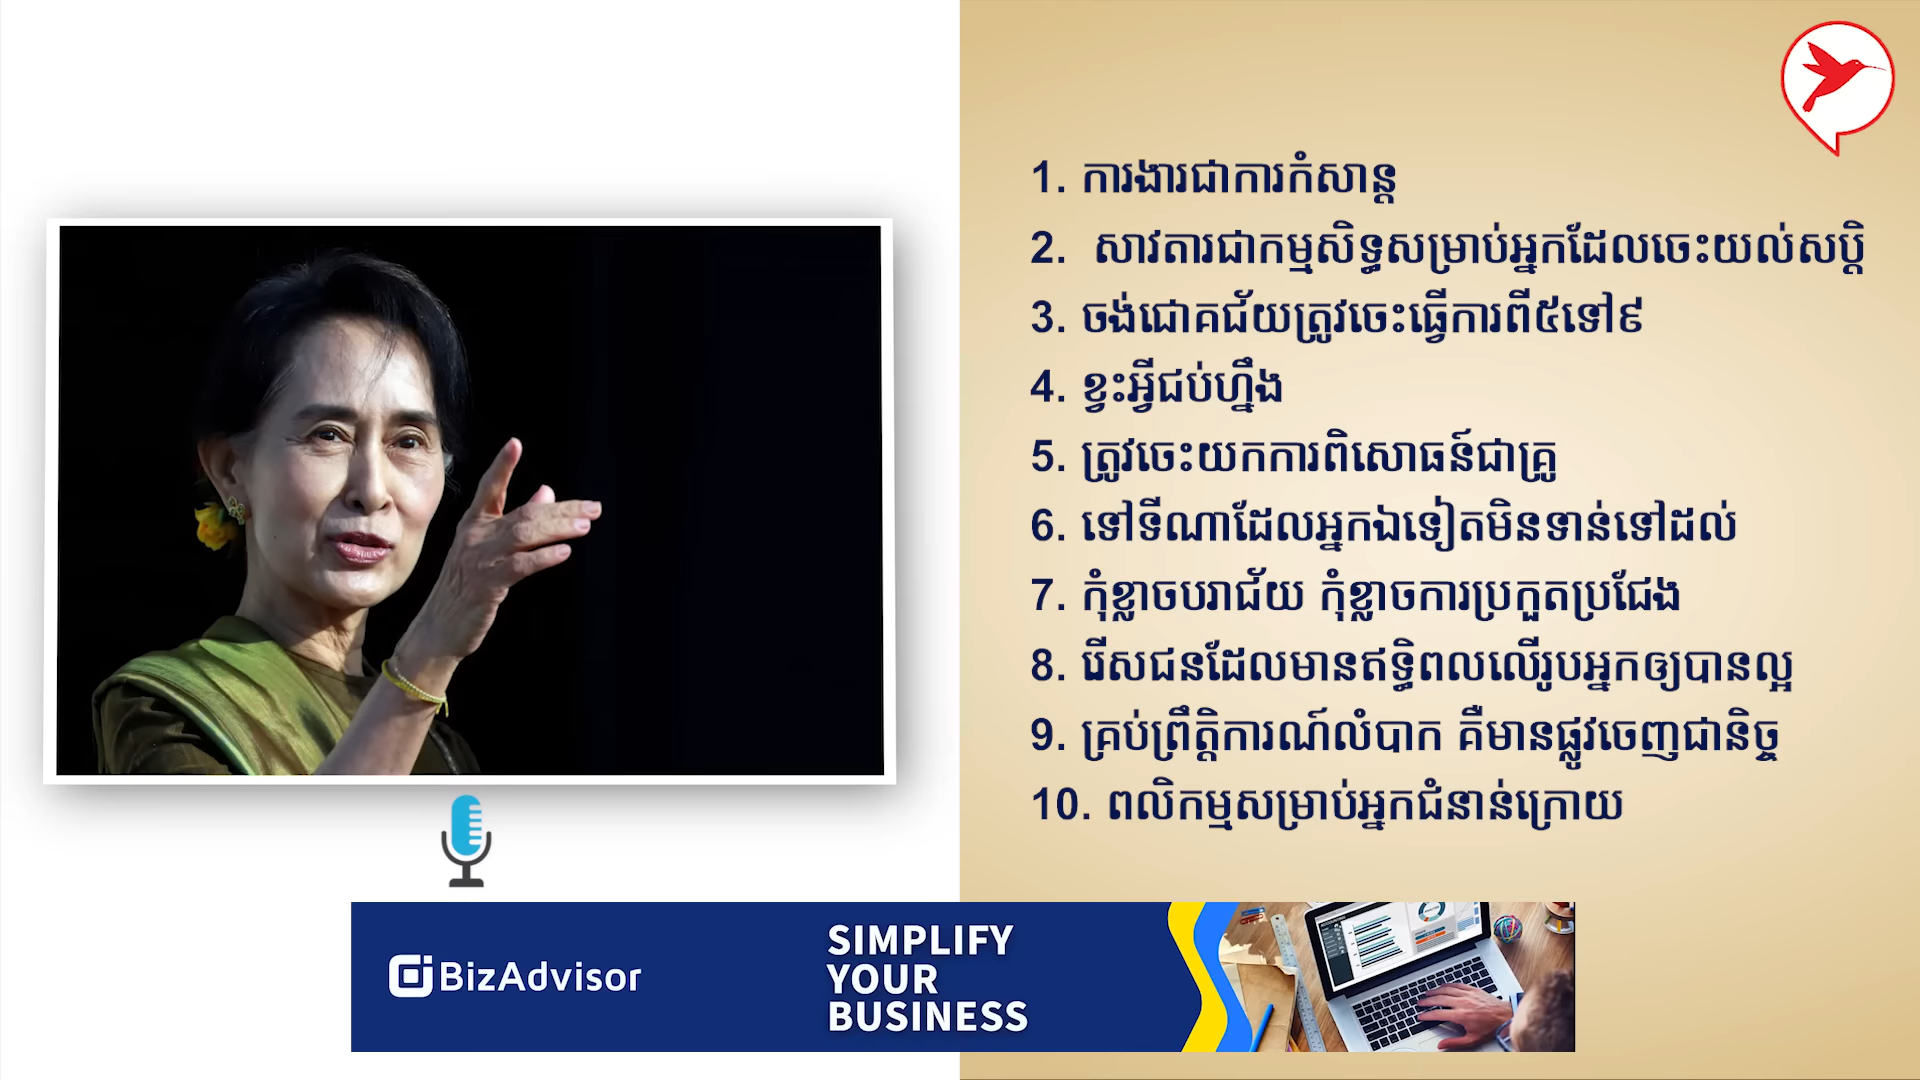 1. ការងារជាការកំសាន្ត
2. សាវតារជាកម្មសិទ្ធសម្រាប់អ្នកដែលចេះយល់សប្តិ
3. ចង់ជោគជ័យត្រូវចេះធ្វើការពី៥ទៅ៩
4. ខ្វះអ្វីជប់ហ្នឹង
5. ត្រូវចេះយកការពិសោធន៍ជាគ្រូ
6. ទៅទីណាដែលអ្នកឯទៀតមិនទាន់ទៅដល់
7. កុំខ្លាចបរាជ័យ កុំខ្លាចការប្រកួតប្រជែង
8. រើសជនដែលមានឥទ្ធិពលលើរូបអ្នកឲ្យបានល្អ
9. គ្រប់ព្រឹត្តិការណ៍លំបាក គឺមានផ្លូវចេញជានិច្ច
10. ពលិកម្មសម្រាប់អ្នកជំនាន់ក្រោយ
BizAdvisor
SIMPLIFY
YOUR
BUSINESS